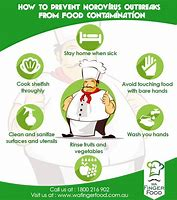 HOW TO PREVENT NOROVIRUS OUTBREAKS
FROM FOOD CONTAMINATION
Stay home when sick
Cook shelfish
throughly
Avoid touching food
with bare hands
Clean and sanitize
surfaces and utensils
Wash you hands
Rinse fruits and
vegetables
Call us at : 1800 216 902
Visit us at : www.wafingerfood.com.au
FINGER
FOOD